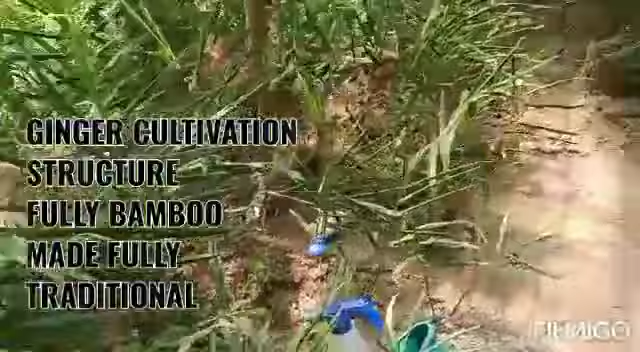 GINGER CULTIVATION
STRUCTURE
FULLY BAMBOO
MADE FULLY
TRADITIONAL
FILMIGO